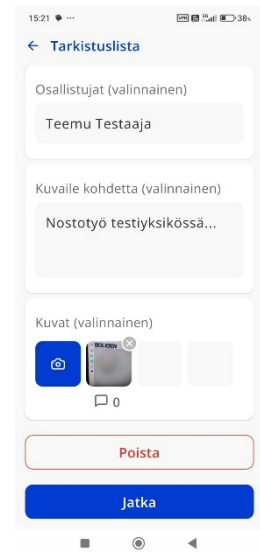 15:21
VPN
38%
Tarkistuslista
Osallistujat (valinnainen)
Teemu Testaaja
Kuvaile kohdetta (valinnainen)
Nostotyö testiyksikössä...
Kuvat (valinnainen)
BOLIDEN
0
Poista
Jatka